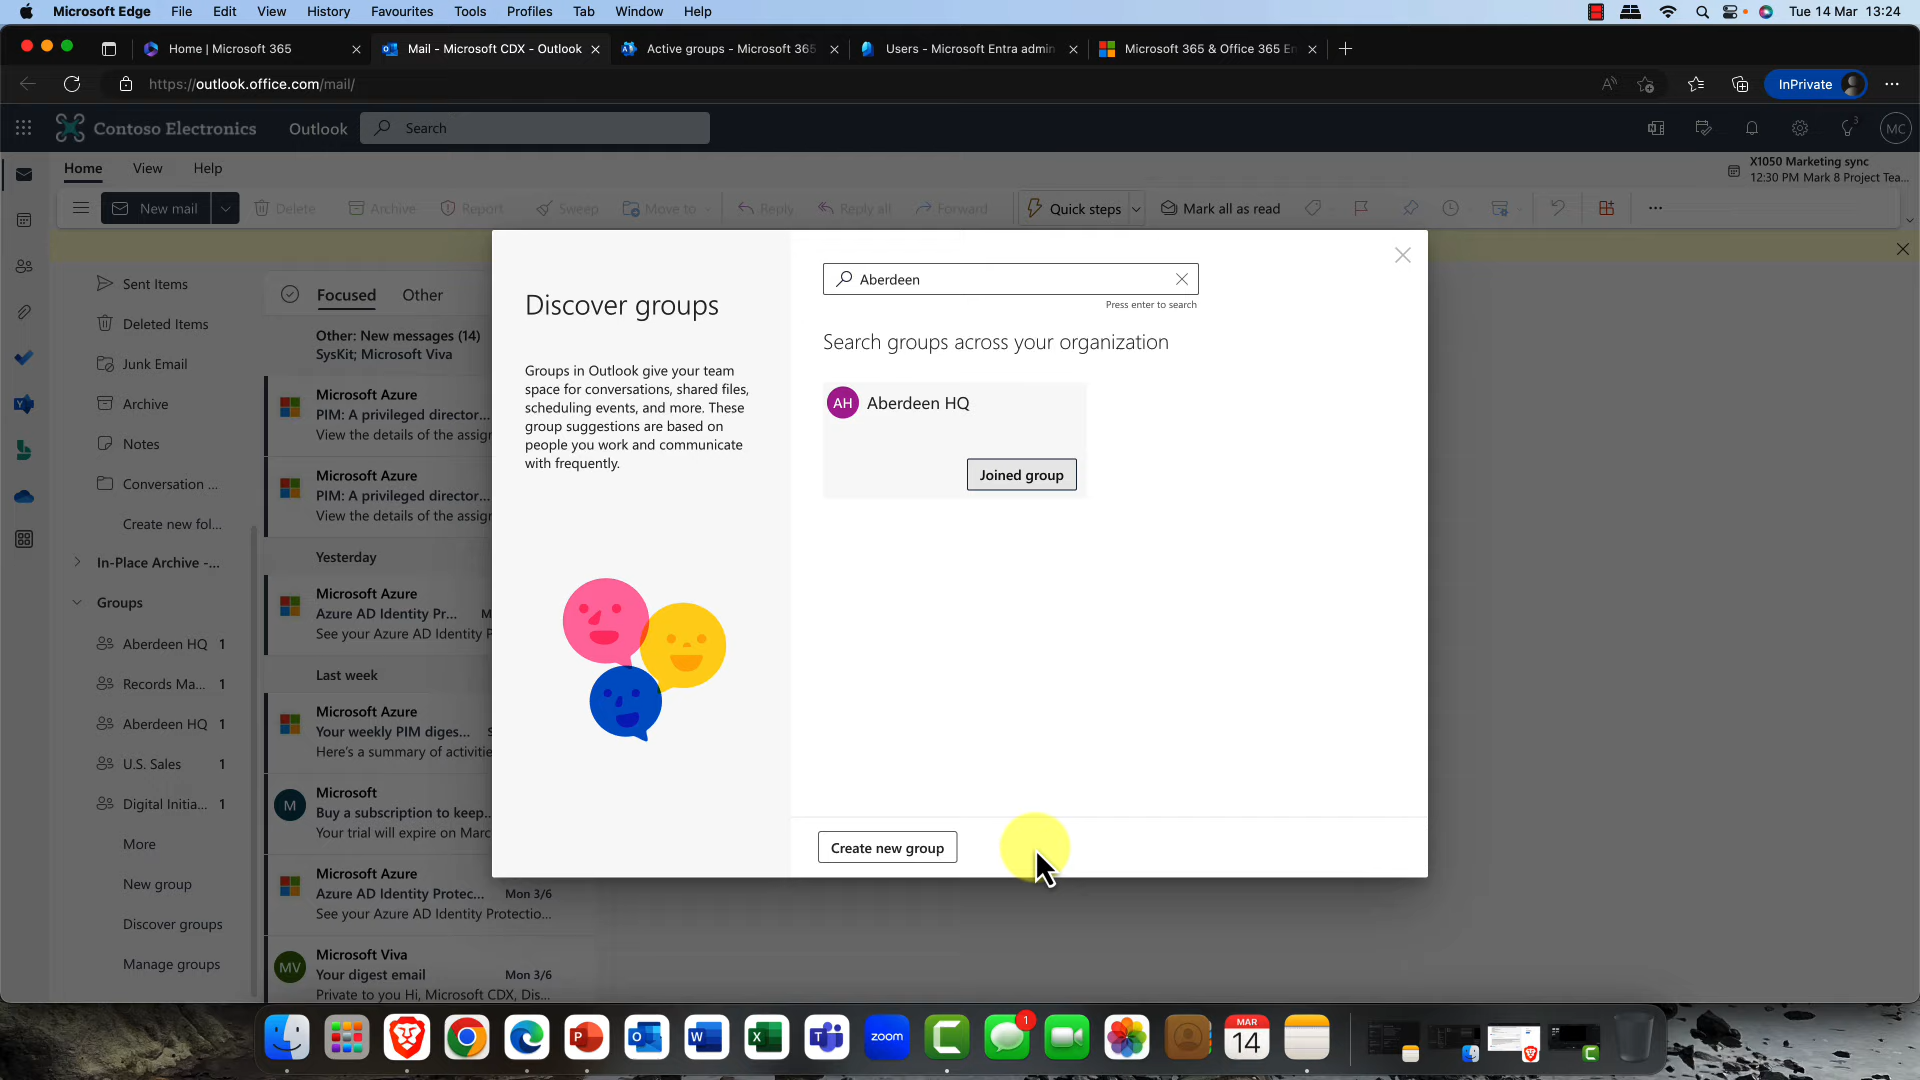 Microsoft Edge File Edit View History Favourites Tools Profiles Tab Window Help Tue 14 Mar 13:24
Home | Microsoft 365
Mail - Microsoft CDX - Outlook
Active groups - Microsoft 365
Users - Microsoft Entra admin
Microsoft 365 & Office 365 En
https://outlook.office.com/mail/
InPrivate
Contoso Electronics
Outlook
Search
3
MC
Home View Help
X1050 Marketing sync
12:30 PM Mark 8 Project Tea...
New mail
Delete
Archive
Report
Sweep
Move to
Reply
Reply all
Forward
Quick steps
Mark all as read
Sent Items
Deleted Items
Junk Email
Archive
Notes
Conversation ...
Create new fol...
In-Place Archive -...
Groups
Aberdeen HQ 1
Records Ma... 1
Aberdeen HQ 1
U.S. Sales 1
Digital Initia... 1
More
New group
Discover groups
Manage groups
Focused Other
Other: New messages (14)
SysKit; Microsoft Viva
Microsoft Azure
PIM: A privileged director...
View the details of the assign
Microsoft Azure
PIM: A privileged director...
View the details of the assign
Yesterday
Microsoft Azure
Azure AD Identity Pr... M
See your Azure AD Identity P
Last week
Microsoft Azure
Your weekly PIM diges...
Here's a summary of activitie
M
Microsoft
Buy a subscription to keep...
Your trial will expire on Marc
Microsoft Azure
Azure AD Identity Protec... Mon 3/6
See your Azure AD Identity Protectio...
MV
Microsoft Viva
Your digest email Mon 3/6
Private to you Hi, Microsoft CDX, Dis...
Discover groups
Groups in Outlook give your team
space for conversations, shared files,
scheduling events, and more. These
group suggestions are based on
people you work and communicate
with frequently.
Aberdeen
Press enter to search
Search groups across your organization
AH Aberdeen HQ
Joined group
Create new group
zoom
1
MAR
14